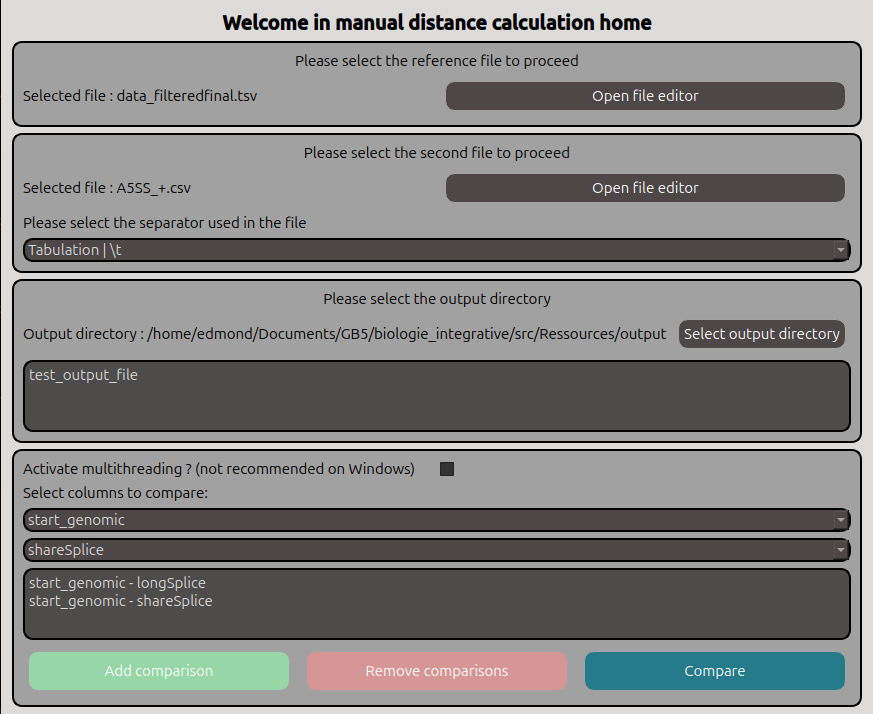 Welcome in manual distance calculation home
Please select the reference file to proceed
Selected file : data_filteredfinal.tsv
Open file editor
Please select the second file to proceed
Selected file : A5SS_+.csv
Open file editor
Please select the separator used in the file
Tabulation | \t
Please select the output directory
Output directory : /home/edmond/Documents/GB5/biologie_integrative/src/Ressources/output
Select output directory
test_output_file
Activate multithreading ? (not recommended on Windows)
Select columns to compare:
start_genomic
shareSplice
start_genomic - longSplice
start_genomic - shareSplice
Add comparison
Remove comparisons
Compare